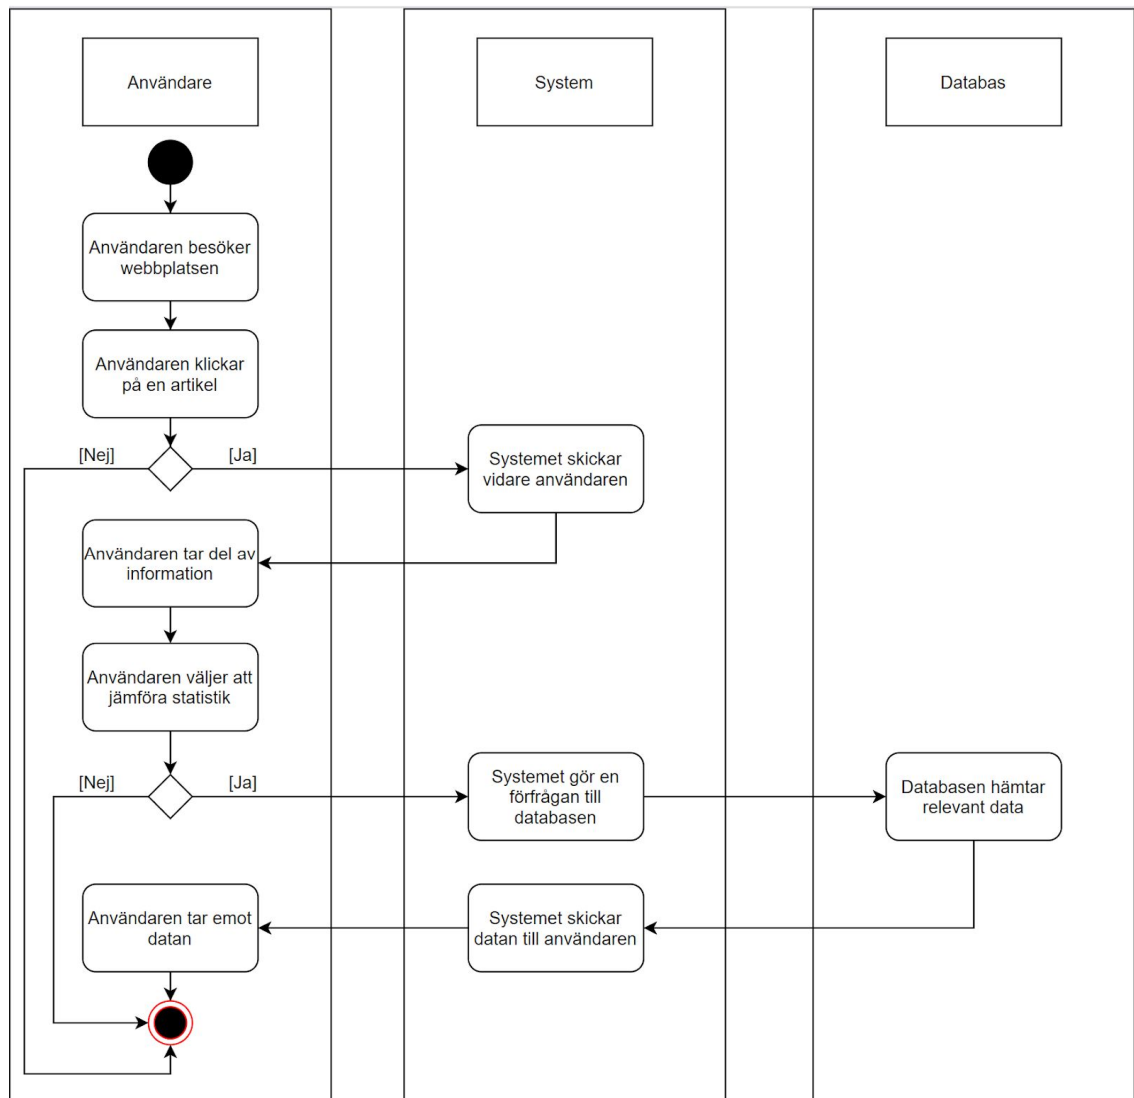 Användare
System
Databas
Användaren besöker
webbplatsen
Användaren klickar
på en artikel
[Nej]
[Ja]
Systemet skickar
vidare användaren
Användaren tar del av
information
Användaren väljer att
jämföra statistik
[Nej]
[Ja]
Systemet gör en
förfrågan till
databasen
Databasen hämtar
relevant data
Användaren tar emot
datan
Systemet skickar
datan till användaren